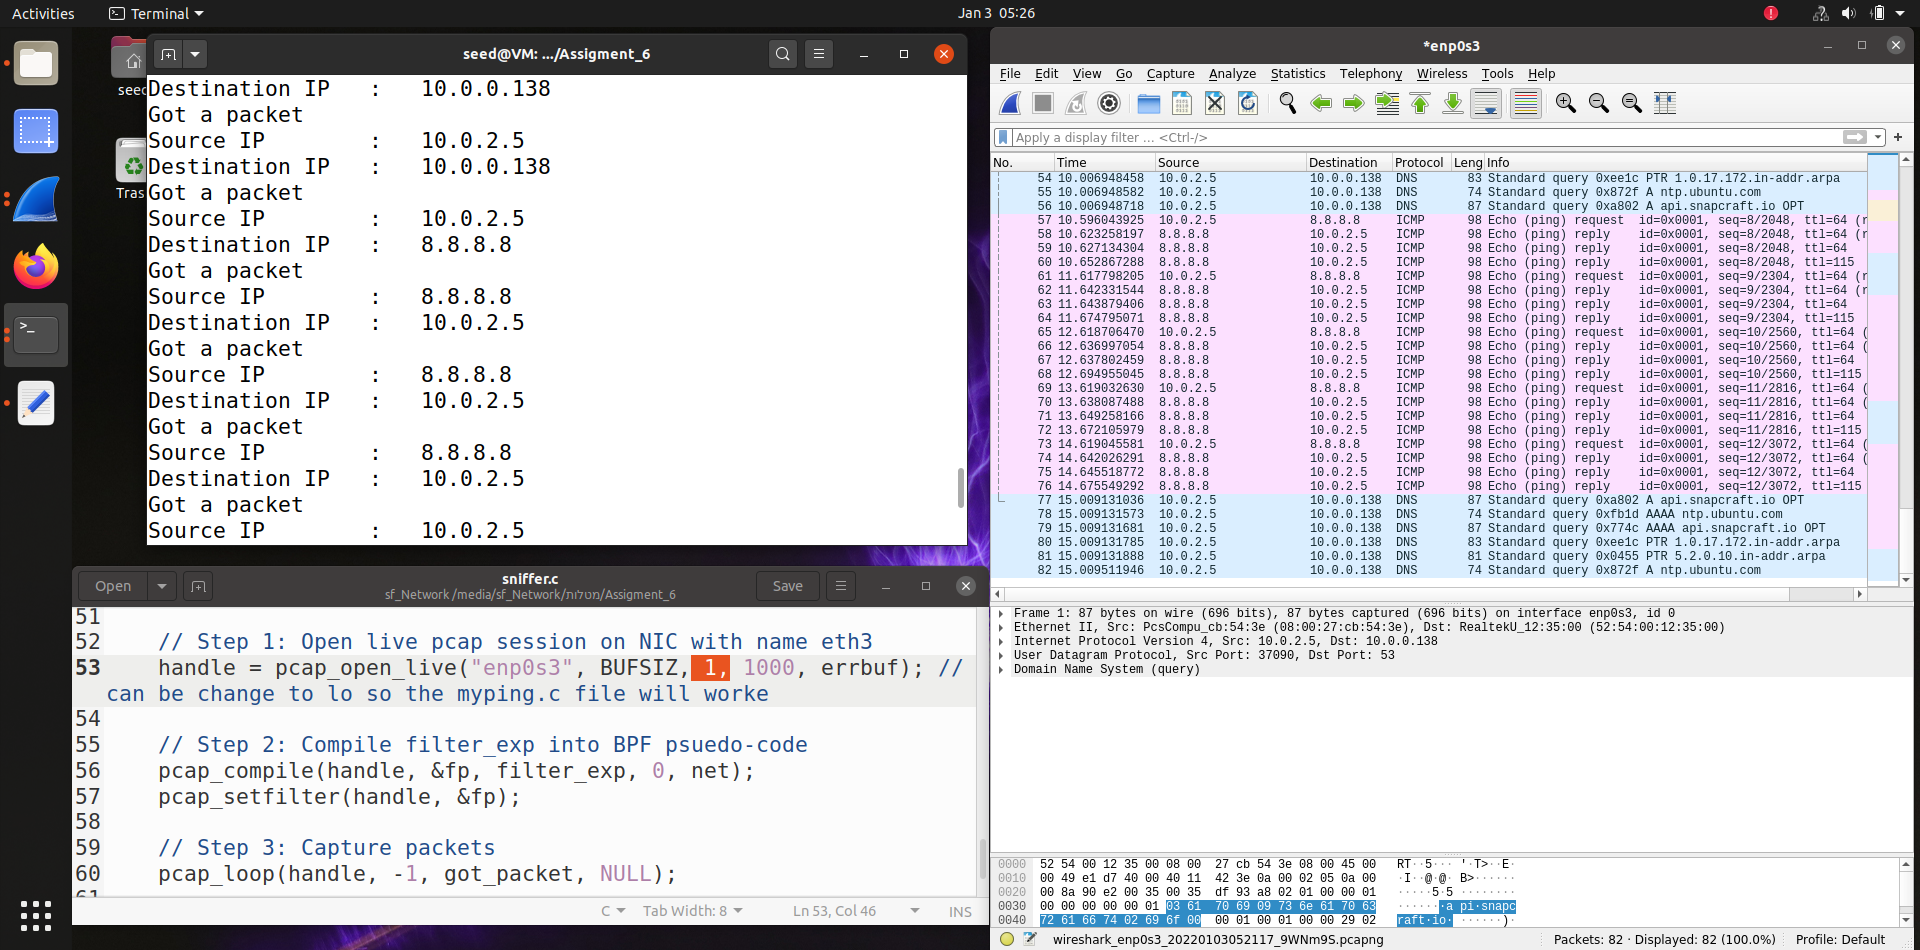 Activities
Terminal
Jan 3 05:26
seed
Tras
seed@VM: .../Assigment_6
Destination IP : 10.0.0.138
Got a packet
Source IP : 10.0.2.5
Destination IP : 10.0.0.138
Got a packet
Source IP : 10.0.2.5
Destination IP : 8.8.8.8
Got a packet
Source IP : 8.8.8.8
Destination IP : 10.0.2.5
Got a packet
Source IP : 8.8.8.8
Destination IP : 10.0.2.5
Got a packet
Source IP : 8.8.8.8
Destination IP : 10.0.2.5
Got a packet
Source IP : 10.0.2.5
Open
sniffer.c
sf_Network /media/sf_Network/מטלות/Assigment_6
Save
51
52 // Step 1: Open live pcap session on NIC with name eth3
53 handle = pcap_open_live("enp0s3", BUFSIZ, 1, 1000, errbuf); //
can be change to lo so the myping.c file will worke
54
55 // Step 2: Compile filter_exp into BPF psuedo-code
56 pcap_compile(handle, &fp, filter_exp, 0, net);
57 pcap_setfilter(handle, &fp);
58
59 // Step 3: Capture packets
60 pcap_loop(handle, -1, got_packet, NULL);
C Tab Width: 8 Ln 53, Col 46 INS
*enp0s3
File Edit View Go Capture Analyze Statistics Telephony Wireless Tools Help
Apply a display filter ... <Ctrl-/>
No. Time Source Destination Protocol Leng Info
54 10.006948458 10.0.2.5 10.0.0.138 DNS 83 Standard query 0xee1c PTR 1.0.17.172.in-addr.arpa
55 10.006948582 10.0.2.5 10.0.0.138 DNS 74 Standard query 0x872f A ntp.ubuntu.com
56 10.006948718 10.0.2.5 10.0.0.138 DNS 87 Standard query 0xa802 A api.snapcraft.io OPT
57 10.596043925 10.0.2.5 8.8.8.8 ICMP 98 Echo (ping) request id=0x0001, seq=8/2048, ttl=64 (r
58 10.623258197 8.8.8.8 10.0.2.5 ICMP 98 Echo (ping) reply id=0x0001, seq=8/2048, ttl=64 (r
59 10.627134304 8.8.8.8 10.0.2.5 ICMP 98 Echo (ping) reply id=0x0001, seq=8/2048, ttl=64
60 10.652867288 8.8.8.8 10.0.2.5 ICMP 98 Echo (ping) reply id=0x0001, seq=8/2048, ttl=115
61 11.617798205 10.0.2.5 8.8.8.8 ICMP 98 Echo (ping) request id=0x0001, seq=9/2304, ttl=64 (r
62 11.642331544 8.8.8.8 10.0.2.5 ICMP 98 Echo (ping) reply id=0x0001, seq=9/2304, ttl=64 (r
63 11.643879406 8.8.8.8 10.0.2.5 ICMP 98 Echo (ping) reply id=0x0001, seq=9/2304, ttl=64
64 11.674795071 8.8.8.8 10.0.2.5 ICMP 98 Echo (ping) reply id=0x0001, seq=9/2304, ttl=115
65 12.618706470 10.0.2.5 8.8.8.8 ICMP 98 Echo (ping) request id=0x0001, seq=10/2560, ttl=64 (
66 12.636997054 8.8.8.8 10.0.2.5 ICMP 98 Echo (ping) reply id=0x0001, seq=10/2560, ttl=64 (
67 12.637802459 8.8.8.8 10.0.2.5 ICMP 98 Echo (ping) reply id=0x0001, seq=10/2560, ttl=64
68 12.694955045 8.8.8.8 10.0.2.5 ICMP 98 Echo (ping) reply id=0x0001, seq=10/2560, ttl=115
69 13.619032630 10.0.2.5 8.8.8.8 ICMP 98 Echo (ping) request id=0x0001, seq=11/2816, ttl=64 (
70 13.638087488 8.8.8.8 10.0.2.5 ICMP 98 Echo (ping) reply id=0x0001, seq=11/2816, ttl=64 (
71 13.649258166 8.8.8.8 10.0.2.5 ICMP 98 Echo (ping) reply id=0x0001, seq=11/2816, ttl=64
72 13.672105979 8.8.8.8 10.0.2.5 ICMP 98 Echo (ping) reply id=0x0001, seq=11/2816, ttl=115
73 14.619045581 10.0.2.5 8.8.8.8 ICMP 98 Echo (ping) request id=0x0001, seq=12/3072, ttl=64 (
74 14.642026291 8.8.8.8 10.0.2.5 ICMP 98 Echo (ping) reply id=0x0001, seq=12/3072, ttl=64 (
75 14.645518772 8.8.8.8 10.0.2.5 ICMP 98 Echo (ping) reply id=0x0001, seq=12/3072, ttl=64
76 14.675549292 8.8.8.8 10.0.2.5 ICMP 98 Echo (ping) reply id=0x0001, seq=12/3072, ttl=115
77 15.009131036 10.0.2.5 10.0.0.138 DNS 87 Standard query 0xa802 A api.snapcraft.io OPT
78 15.009131573 10.0.2.5 10.0.0.138 DNS 74 Standard query 0xfb1d AAAA ntp.ubuntu.com
79 15.009131681 10.0.2.5 10.0.0.138 DNS 87 Standard query 0x774c AAAA api.snapcraft.io OPT
80 15.009131785 10.0.2.5 10.0.0.138 DNS 83 Standard query 0xee1c PTR 1.0.17.172.in-addr.arpa
81 15.009131888 10.0.2.5 10.0.0.138 DNS 81 Standard query 0x0455 PTR 5.2.0.10.in-addr.arpa
82 15.009511946 10.0.2.5 10.0.0.138 DNS 74 Standard query 0x872f A ntp.ubuntu.com
Frame 1: 87 bytes on wire (696 bits), 87 bytes captured (696 bits) on interface enp0s3, id 0
Ethernet II, Src: PcsCompu_cb:54:3e (08:00:27:cb:54:3e), Dst: RealtekU_12:35:00 (52:54:00:12:35:00)
Internet Protocol Version 4, Src: 10.0.2.5, Dst: 10.0.0.138
User Datagram Protocol, Src Port: 37090, Dst Port: 53
Domain Name System (query)
0000 52 54 00 12 35 00 08 00 27 cb 54 3e 08 00 45 00 RT··5··· '·T>··E·
0010 00 49 e1 d7 40 00 40 11 42 3e 0a 00 02 05 0a 00 ·I··@·@· B>······
0020 00 8a 90 e2 00 35 00 35 df 93 a8 02 01 00 00 01 ·····5·5 ········
0030 00 00 00 00 00 01 03 61 70 69 09 73 6e 61 70 63 ·······a pi·snapc
0040 72 61 66 74 02 69 6f 00 00 01 00 01 00 00 29 02 raft·io· ······)·
wireshark_enp0s3_20220103052117_9WNm9S.pcapng
Packets: 82 · Displayed: 82 (100.0%)
Profile: Default